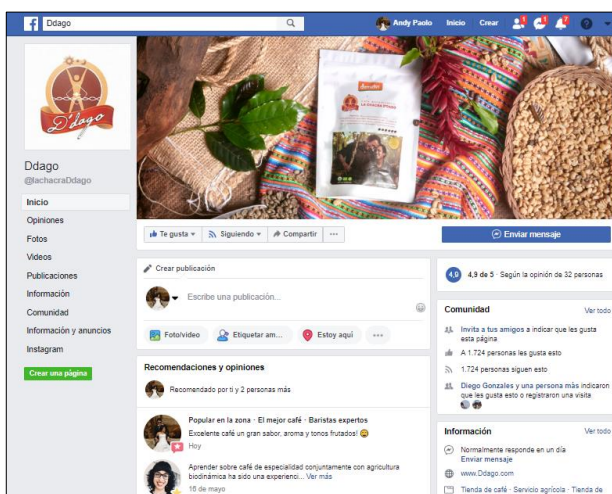 Ddago
Andy Paolo
Inicio
Crear
D'dago
Ddago
@lachacraDdago
Inicio
Opiniones
Fotos
Videos
Publicaciones
Información
Comunidad
Información y anuncios
Instagram
Crear una página
demeter
Te gusta
Siguiendo
Compartir
Enviar mensaje
Crear publicación
Escribe una publicación...
Foto/video
Etiquetar am...
Estoy aquí
Recomendaciones y opiniones
Recomendado por ti y 2 personas más
Popular en la zona · El mejor café · Baristas expertos
Excelente café un gran sabor, aroma y tonos frutados!
Hoy
Aprender sobre café de especialidad conjuntamente con agricultura
biodinámica ha sido una experienci... Ver más
16 de mayo
4,9
4,9 de 5 · Según la opinión de 32 personas
Comunidad
Ver todo
Invita a tus amigos a indicar que les gusta
esta página.
A 1.724 personas les gusta esto
1.724 personas siguen esto
Diego Gonzales y una persona más indicaron
que les gusta esto o registraron una visita
Información
Ver todo
Normalmente responde en un día
Enviar mensaje
www.Ddago.com
Tienda de café · Servicio agrícola · Tienda de